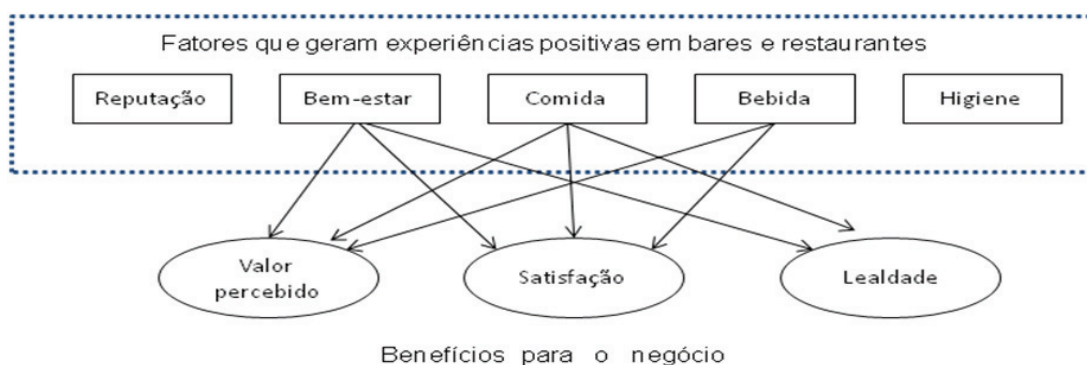 Fatores que geram experiências positivas em bares e restaurantes
Reputação
Bem-estar
Comida
Bebida
Higiene
Valor
percebido
Satisfação
Lealdade
Benefícios para o negócio